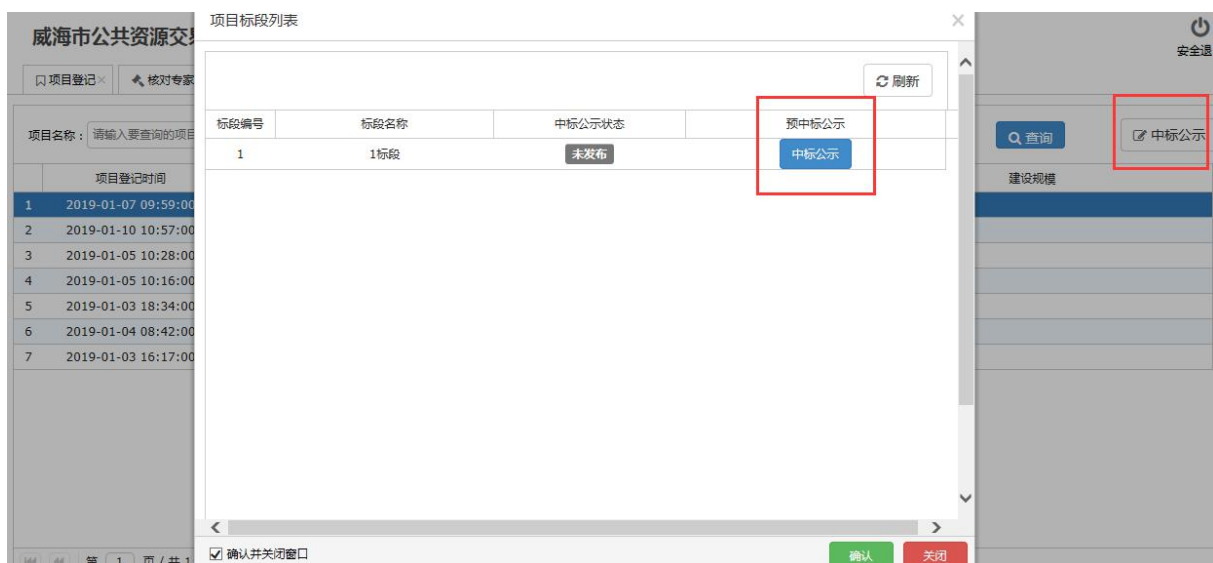 项目标段列表
威海市公共资源交
安全退
项目登记
核对专家
刷新
项目名称：
请输入要查询的项目
查询
中标公示
标段编号 标段名称 中标公示状态 预中标公示
1 1标段 未发布 中标公示
项目登记时间 建设规模
1 2019-01-07 09:59:00
2 2019-01-10 10:57:00
3 2019-01-05 10:28:00
4 2019-01-05 10:16:00
5 2019-01-03 18:34:00
6 2019-01-04 08:42:00
7 2019-01-03 16:17:00
确认并关闭窗口 确认 关闭
第 1 页/共 1